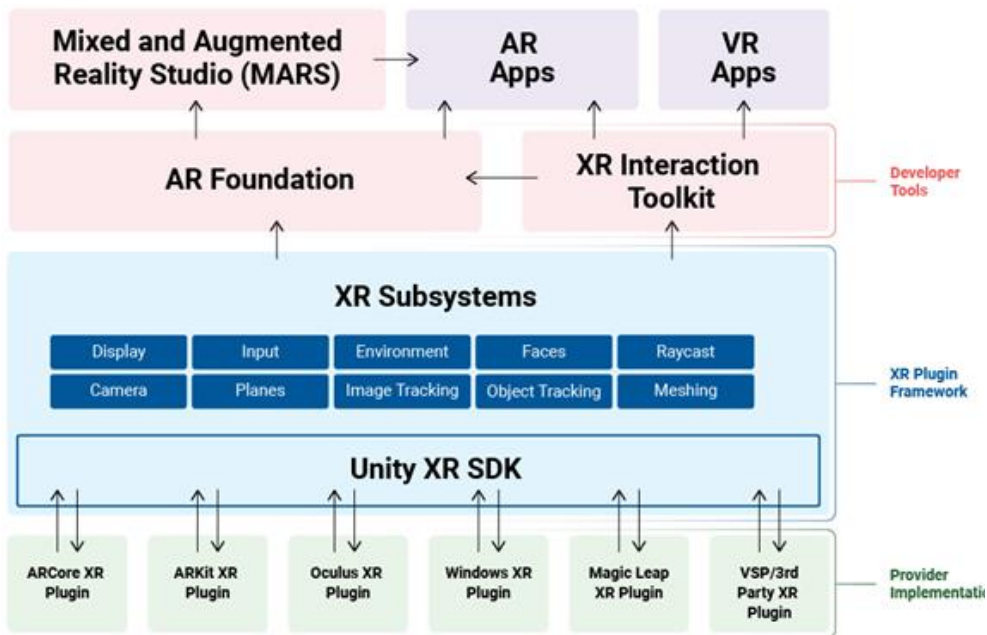 Mixed and Augmented
Reality Studio (MARS)
AR
Apps
VR
Apps
AR Foundation
XR Interaction
Toolkit
Developer
Tools
XR Subsystems
Display
Input
Environment
Faces
Raycast
Camera
Planes
Image Tracking
Object Tracking
Meshing
XR Plugin
Framework
Unity XR SDK
ARCore XR
Plugin
ARKit XR
Plugin
Oculus XR
Plugin
Windows XR
Plugin
Magic Leap
XR Plugin
VSP/3rd
Party XR
Plugin
Provider
Implementatio